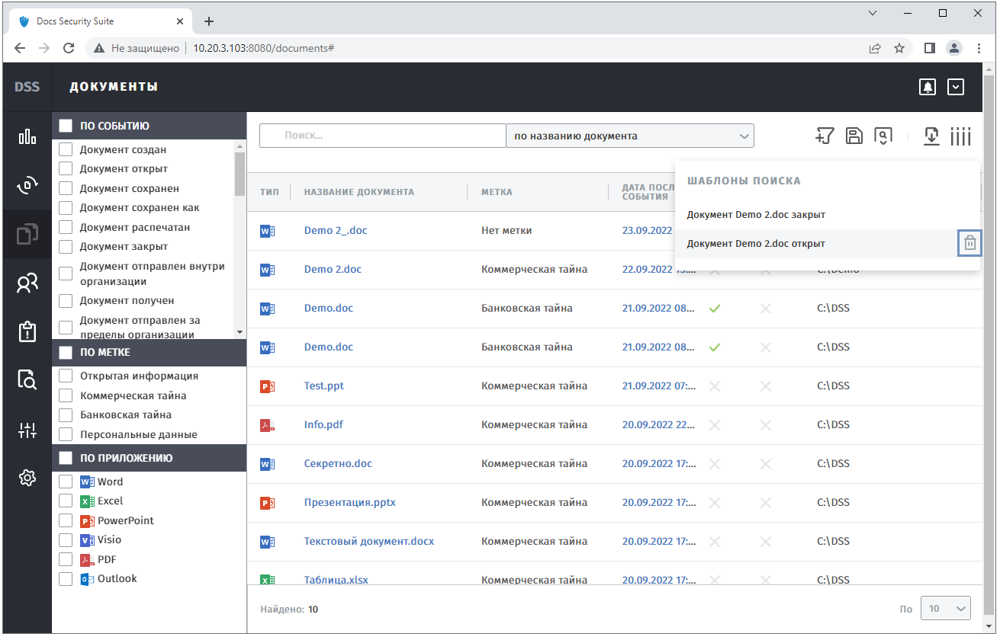 Docs Security Suite
Не защищено 10.20.3.103:8080/documents#
DSS ДОКУМЕНТЫ
ПО СОБЫТИЮ
Документ создан
Документ открыт
Документ сохранен
Документ сохранен как
Документ распечатан
Документ закрыт
Документ отправлен внутри
организации
Документ получен
Документ отправлен за
пределы организации
ПО МЕТКЕ
Открытая информация
Коммерческая тайна
Банковская тайна
Персональные данные
ПО ПРИЛОЖЕНИЮ
Word
Excel
PowerPoint
Visio
PDF
Outlook
Поиск... по названию документа
ШАБЛОНЫ ПОИСКА
Документ Demo 2.doc закрыт
Документ Demo 2.doc открыт
ТИП НАЗВАНИЕ ДОКУМЕНТА МЕТКА ДАТА ПОСЛ
СОБЫТИЯ
Demo 2_.doc Нет метки 23.09.2022
Demo 2.doc Коммерческая тайна 22.09.2022 C:\Demo
Demo.doc Банковская тайна 21.09.2022 08... C:\DSS
Demo.doc Банковская тайна 21.09.2022 08... C:\DSS
Test.ppt Коммерческая тайна 21.09.2022 07:... C:\DSS
Info.pdf Коммерческая тайна 20.09.2022 22... C:\DSS
Секретно.doc Коммерческая тайна 20.09.2022 17:... C:\DSS
Презентация.pptx Коммерческая тайна 20.09.2022 17:... C:\DSS
Текстовый документ.docx Коммерческая тайна 20.09.2022 17:... C:\DSS
Таблица.xlsx Коммерческая тайна 20.09.2022 17:... C:\DSS
Найдено: 10 По 10